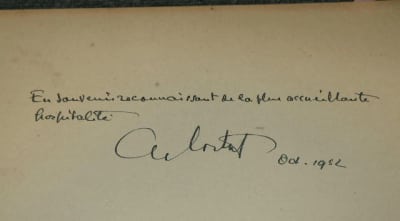 En souvenir reconnaissant de la plus accueillante
hospitalité
Oct. 1952